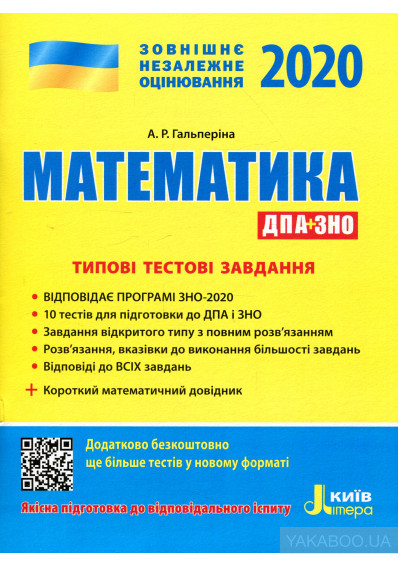 ЗОВНІШНЄ
НЕЗАЛЕЖНЕ
ОЦІНЮВАННЯ
2020
А. Р. Гальперіна
МАТЕМАТИКА
ДПА+ЗНО
ТИПОВІ ТЕСТОВІ ЗАВДАННЯ
• ВІДПОВІДАЄ ПРОГРАМІ ЗНО-2020
• 10 тестів для підготовки до ДПА і ЗНО
• Завдання відкритого типу з повним розв’язанням
• Розв’язання, вказівки до виконання більшості завдань
• Відповіді до ВСІХ завдань
+ Короткий математичний довідник
Додатково безкоштовно
ще більше тестів у новому форматі
Якісна підготовка до відповідального іспиту
КИЇВ
Літера
YAKABOO.UA